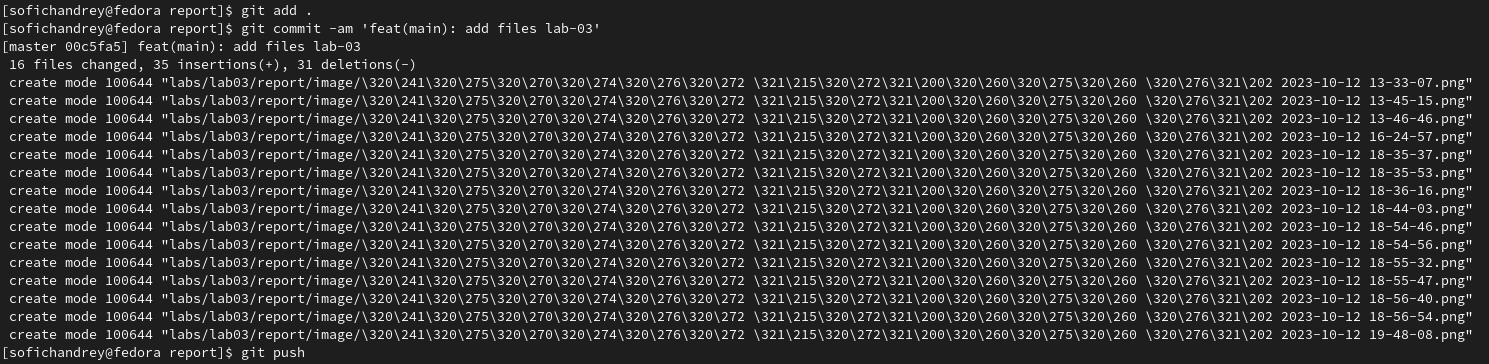 [sofichandrey@fedora report]$ git add .
[sofichandrey@fedora report]$ git commit -am 'feat(main): add files lab-03'
[master 00c5fa5] feat(main): add files lab-03
 16 files changed, 35 insertions(+), 31 deletions(-)
 create mode 100644 "labs/lab03/report/image/\320\241\320\275\320\270\320\274\320\276\320\272 \321\215\320\272\321\200\320\260\320\275\320\260 \320\276\321\202 2023-10-12 13-33-07.png"
 create mode 100644 "labs/lab03/report/image/\320\241\320\275\320\270\320\274\320\276\320\272 \321\215\320\272\321\200\320\260\320\275\320\260 \320\276\321\202 2023-10-12 13-45-15.png"
 create mode 100644 "labs/lab03/report/image/\320\241\320\275\320\270\320\274\320\276\320\272 \321\215\320\272\321\200\320\260\320\275\320\260 \320\276\321\202 2023-10-12 13-46-46.png"
 create mode 100644 "labs/lab03/report/image/\320\241\320\275\320\270\320\274\320\276\320\272 \321\215\320\272\321\200\320\260\320\275\320\260 \320\276\321\202 2023-10-12 16-24-57.png"
 create mode 100644 "labs/lab03/report/image/\320\241\320\275\320\270\320\274\320\276\320\272 \321\215\320\272\321\200\320\260\320\275\320\260 \320\276\321\202 2023-10-12 18-35-37.png"
 create mode 100644 "labs/lab03/report/image/\320\241\320\275\320\270\320\274\320\276\320\272 \321\215\320\272\321\200\320\260\320\275\320\260 \320\276\321\202 2023-10-12 18-35-53.png"
 create mode 100644 "labs/lab03/report/image/\320\241\320\275\320\270\320\274\320\276\320\272 \321\215\320\272\321\200\320\260\320\275\320\260 \320\276\321\202 2023-10-12 18-36-16.png"
 create mode 100644 "labs/lab03/report/image/\320\241\320\275\320\270\320\274\320\276\320\272 \321\215\320\272\321\200\320\260\320\275\320\260 \320\276\321\202 2023-10-12 18-44-03.png"
 create mode 100644 "labs/lab03/report/image/\320\241\320\275\320\270\320\274\320\276\320\272 \321\215\320\272\321\200\320\260\320\275\320\260 \320\276\321\202 2023-10-12 18-54-46.png"
 create mode 100644 "labs/lab03/report/image/\320\241\320\275\320\270\320\274\320\276\320\272 \321\215\320\272\321\200\320\260\320\275\320\260 \320\276\321\202 2023-10-12 18-54-56.png"
 create mode 100644 "labs/lab03/report/image/\320\241\320\275\320\270\320\274\320\276\320\272 \321\215\320\272\321\200\320\260\320\275\320\260 \320\276\321\202 2023-10-12 18-55-32.png"
 create mode 100644 "labs/lab03/report/image/\320\241\320\275\320\270\320\274\320\276\320\272 \321\215\320\272\321\200\320\260\320\275\320\260 \320\276\321\202 2023-10-12 18-55-47.png"
 create mode 100644 "labs/lab03/report/image/\320\241\320\275\320\270\320\274\320\276\320\272 \321\215\320\272\321\200\320\260\320\275\320\260 \320\276\321\202 2023-10-12 18-56-40.png"
 create mode 100644 "labs/lab03/report/image/\320\241\320\275\320\270\320\274\320\276\320\272 \321\215\320\272\321\200\320\260\320\275\320\260 \320\276\321\202 2023-10-12 18-56-54.png"
 create mode 100644 "labs/lab03/report/image/\320\241\320\275\320\270\320\274\320\276\320\272 \321\215\320\272\321\200\320\260\320\275\320\260 \320\276\321\202 2023-10-12 19-48-08.png"
[sofichandrey@fedora report]$ git push